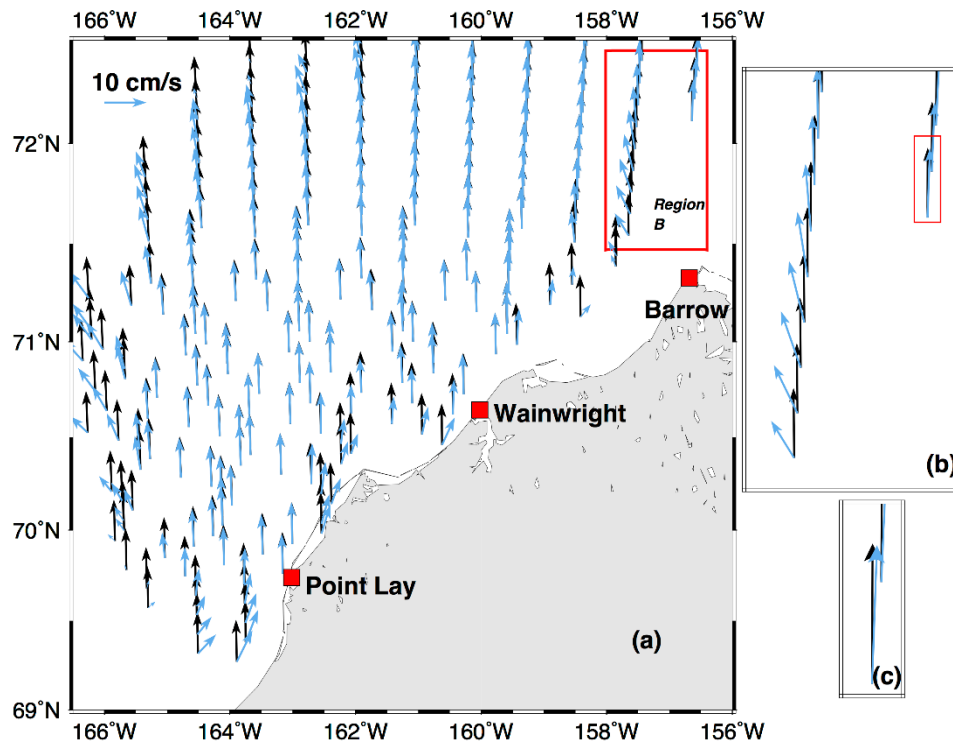 166˚W 164˚W 162˚W 160˚W 158˚W 156˚W
10 cm/s
72˚N
Region
B
71˚N
Barrow
Wainwright
(b)
70˚N
Point Lay
(a)
(c)
69˚N
166˚W 164˚W 162˚W 160˚W 158˚W 156˚W